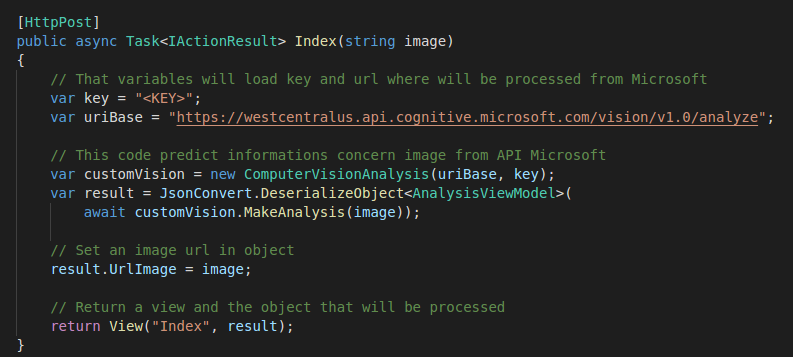 [HttpPost]
public async Task<IActionResult> Index(string image)
{
    // That variables will load key and url where will be processed from Microsoft
    var key = "<KEY>";
    var uriBase = "https://westcentralus.api.cognitive.microsoft.com/vision/v1.0/analyze";
    // This code predict informations concern image from API Microsoft
    var customVision = new ComputerVisionAnalysis(uriBase, key);
    var result = JsonConvert.DeserializeObject<AnalysisViewModel>(
        await customVision.MakeAnalysis(image));
    // Set an image url in object
    result.UrlImage = image;
    // Return a view and the object that will be processed
    return View("Index", result);
}